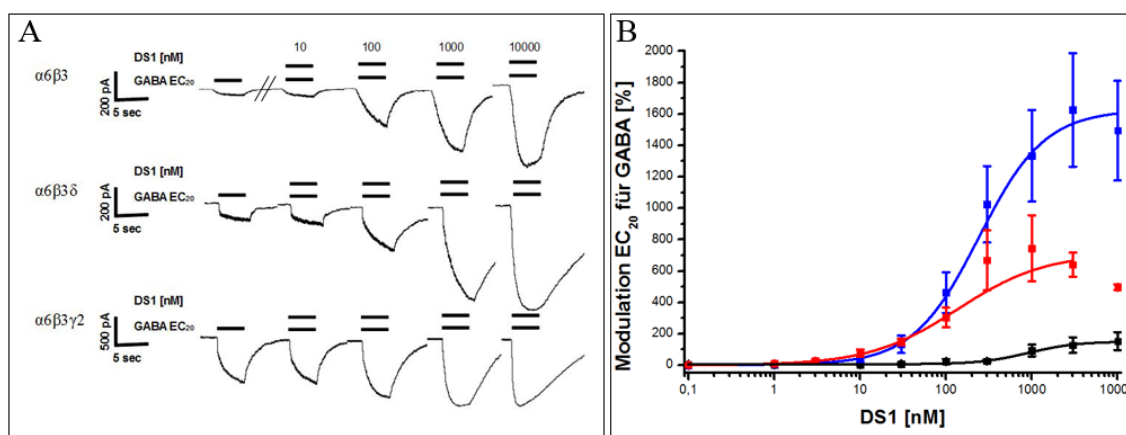 A
DS1 [nM]
10 100 1000 10000
α6β3
GABA EC20
200 pA
5 sec
DS1 [nM]
α6β3δ
GABA EC20
200 pA
5 sec
DS1 [nM]
α6β3γ2
GABA EC20
500 pA
5 sec
B
Modulation EC20 für GABA [%]
2000
1800
1600
1400
1200
1000
800
600
400
200
0
0,1 1 10 100 1000 1000
DS1 [nM]